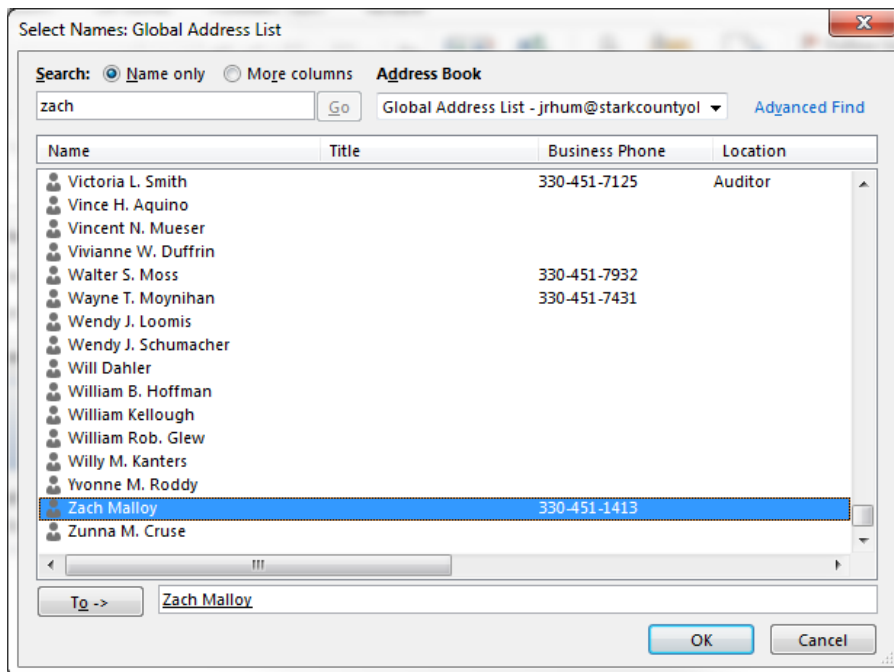 Select Names: Global Address List
Search: Name only More columns Address Book
zach Go Global Address List - jrhum@starkcountyol Advanced Find
Name Title Business Phone Location
Victoria L. Smith 330-451-7125 Auditor
Vince H. Aquino
Vincent N. Mueser
Vivianne W. Duffrin
Walter S. Moss 330-451-7932
Wayne T. Moynihan 330-451-7431
Wendy J. Loomis
Wendy J. Schumacher
Will Dahler
William B. Hoffman
William Kellough
William Rob. Glew
Willy M. Kanters
Yvonne M. Roddy
Zach Malloy 330-451-1413
Zunna M. Cruse
To -> Zach Malloy
OK Cancel